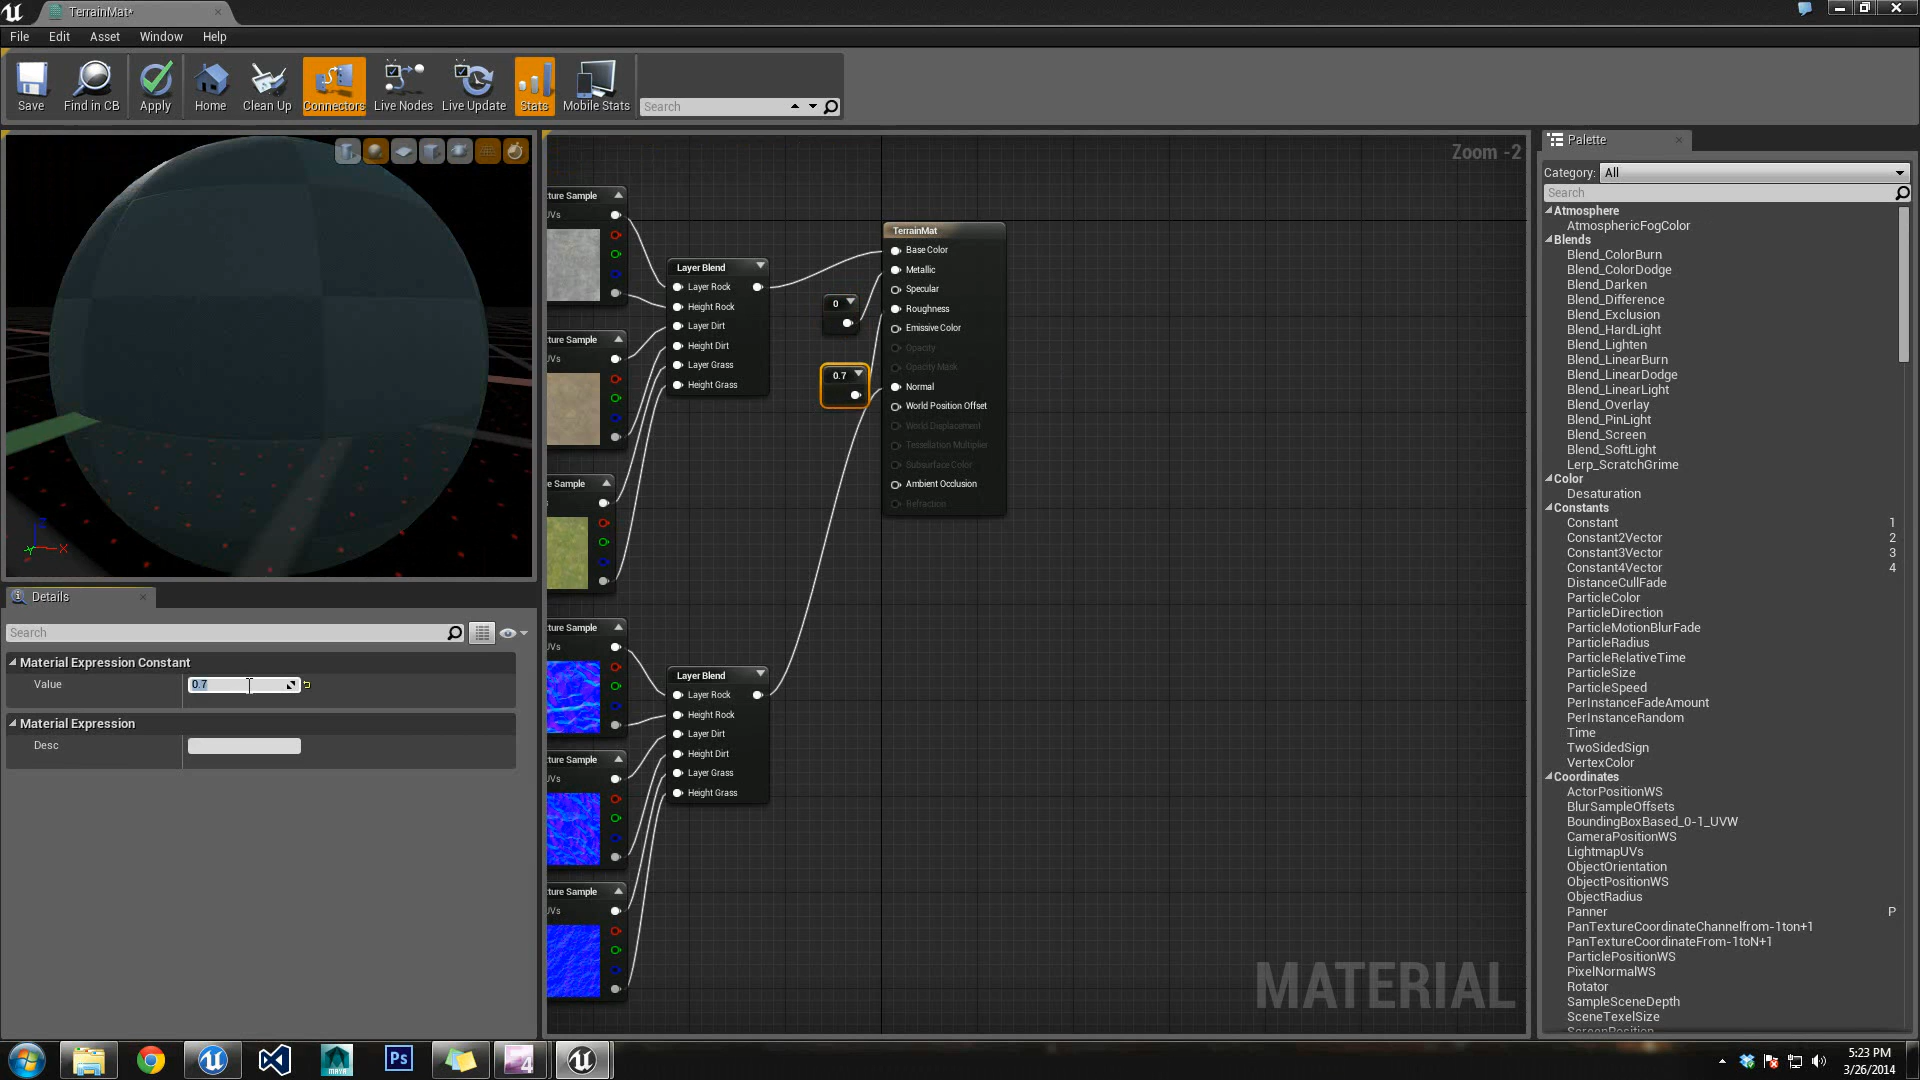 TerrainMat*
File Edit Asset Window Help
Save Find in CB Apply Home Clean Up Connectors Live Nodes Live Update Stats Mobile Stats Search
Zoom -2
Details
Search
Material Expression Constant
Value 0.7
Material Expression
Desc
ture Sample
UVs
ture Sample
UVs
e Sample
s
ture Sample
UVs
ture Sample
UVs
ture Sample
UVs
Layer Blend
Layer Rock
Height Rock
Layer Dirt
Height Dirt
Layer Grass
Height Grass
Layer Blend
Layer Rock
Height Rock
Layer Dirt
Height Dirt
Layer Grass
Height Grass
0
0.7
TerrainMat
Base Color
Metallic
Specular
Roughness
Emissive Color
Opacity
Opacity Mask
Normal
World Position Offset
World Displacement
Tessellation Multiplier
Subsurface Color
Ambient Occlusion
Refraction
MATERIAL
Palette
Category: All
Search
Atmosphere
AtmosphericFogColor
Blends
Blend_ColorBurn
Blend_ColorDodge
Blend_Darken
Blend_Difference
Blend_Exclusion
Blend_HardLight
Blend_Lighten
Blend_LinearBurn
Blend_LinearDodge
Blend_LinearLight
Blend_Overlay
Blend_PinLight
Blend_Screen
Blend_SoftLight
Lerp_ScratchGrime
Color
Desaturation
Constants
Constant 1
Constant2Vector 2
Constant3Vector 3
Constant4Vector 4
DistanceCullFade
ParticleColor
ParticleDirection
ParticleMotionBlurFade
ParticleRadius
ParticleRelativeTime
ParticleSize
ParticleSpeed
PerInstanceFadeAmount
PerInstanceRandom
Time
TwoSidedSign
VertexColor
Coordinates
ActorPositionWS
BlurSampleOffsets
BoundingBoxBased_0-1_UVW
CameraPositionWS
LightmapUVs
ObjectOrientation
ObjectPositionWS
ObjectRadius
Panner P
PanTextureCoordinateChannelfrom-1ton+1
PanTextureCoordinateFrom-1toN+1
ParticlePositionWS
PixelNormalWS
Rotator
SampleSceneDepth
SceneTexelSize
ScreenPosition
Z
X
Y
MAYA
Ps
4
5:23 PM
3/26/2014